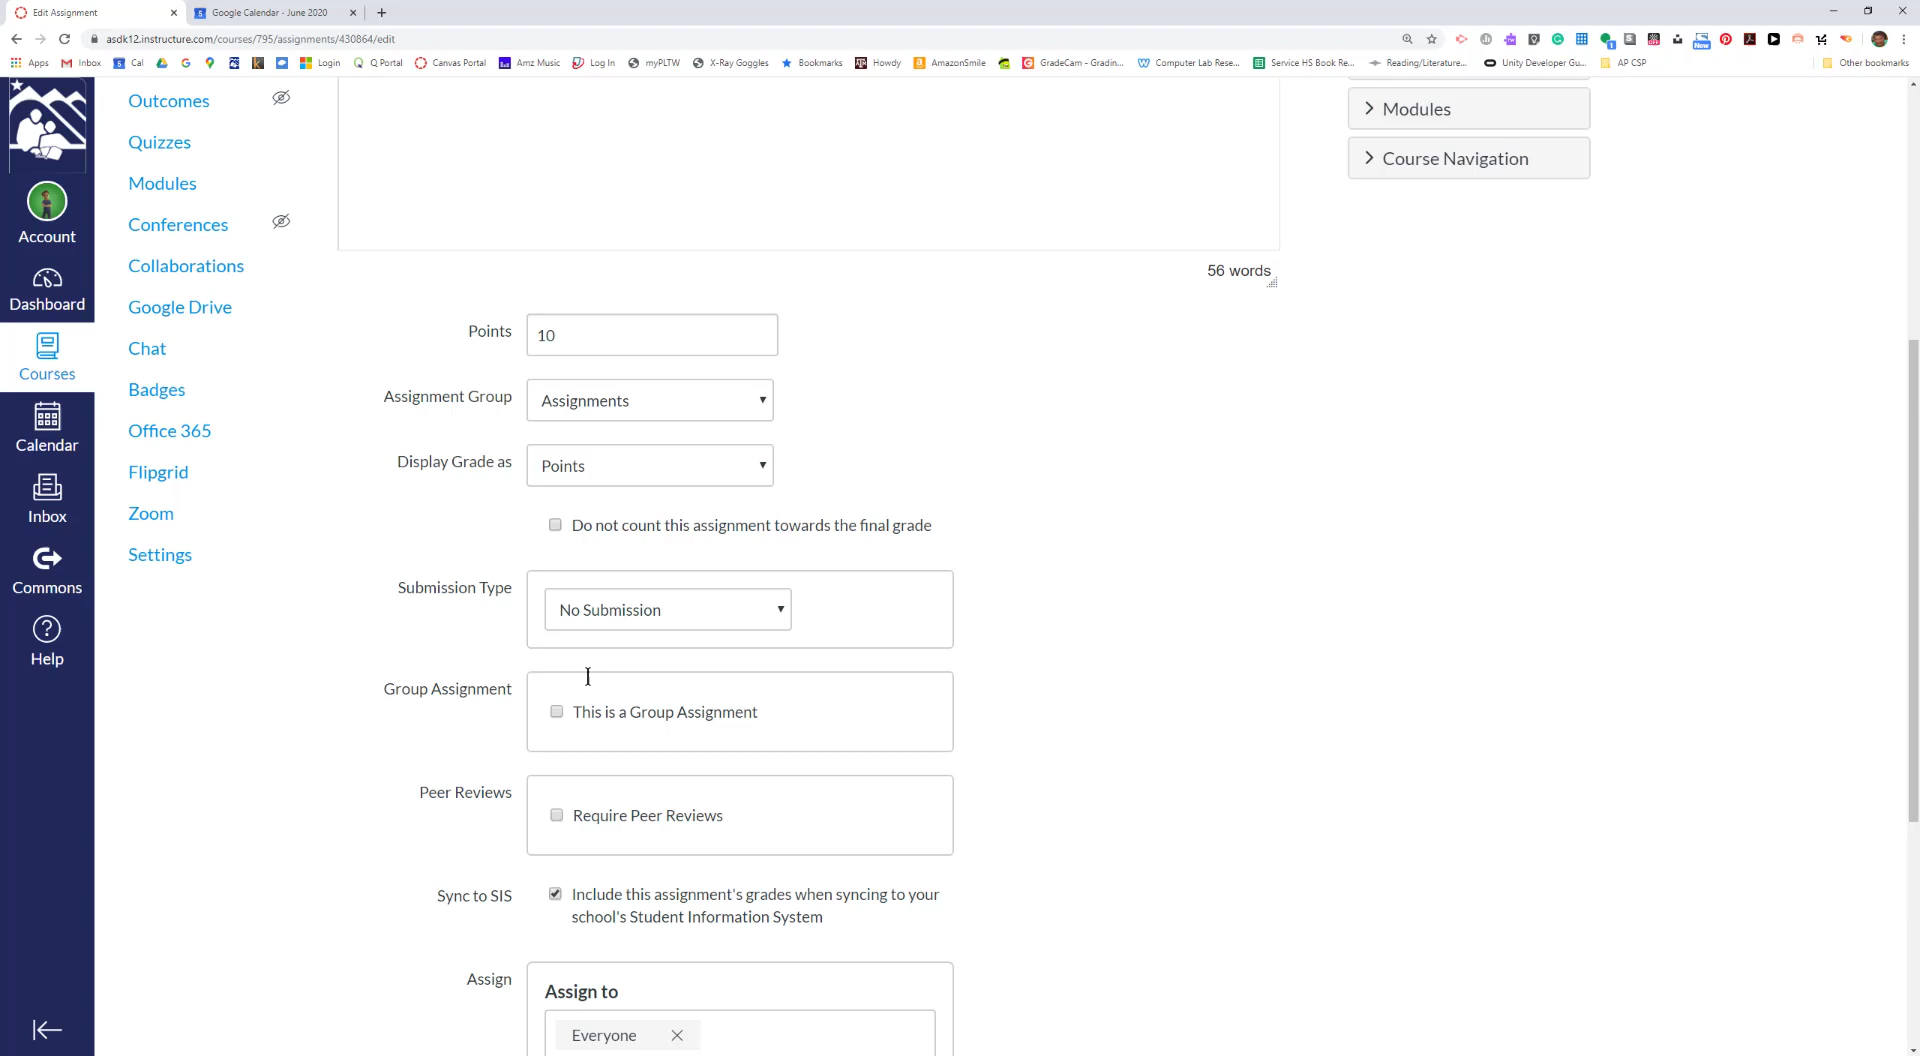 Edit Assignment
Google Calendar - June 2020
asdk12.instructure.com/courses/795/assignments/430864/edit
Apps
Inbox
Cal
Login
Q Portal
Canvas Portal
Amz Music
Log In
myPLTW
X-Ray Goggles
Bookmarks
Howdy
AmazonSmile
GradeCam - Gradin...
Computer Lab Rese...
Service HS Book Re...
Reading/Literature...
Unity Developer Gu...
AP CSP
Other bookmarks
Account
Dashboard
Courses
Calendar
Inbox
Commons
Help
Outcomes
Quizzes
Modules
Conferences
Collaborations
Google Drive
Chat
Badges
Office 365
Flipgrid
Zoom
Settings
Modules
Course Navigation
56 words
Points
10
Assignment Group
Assignments
Display Grade as
Points
Do not count this assignment towards the final grade
Submission Type
No Submission
Group Assignment
This is a Group Assignment
Peer Reviews
Require Peer Reviews
Sync to SIS
Include this assignment's grades when syncing to your
school's Student Information System
Assign
Assign to
Everyone